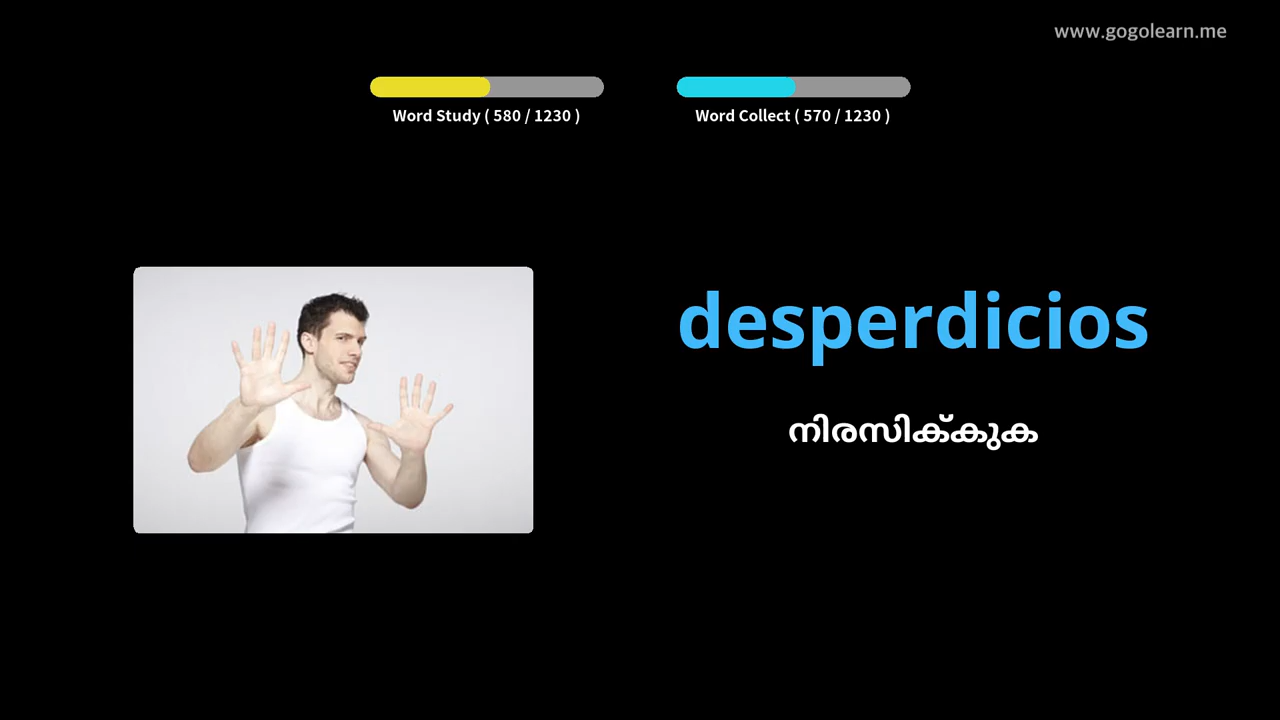 www.gogolearn.me
Word Study ( 580 / 1230 )
Word Collect ( 570 / 1230 )
desperdicios
നിരസിക്കുക